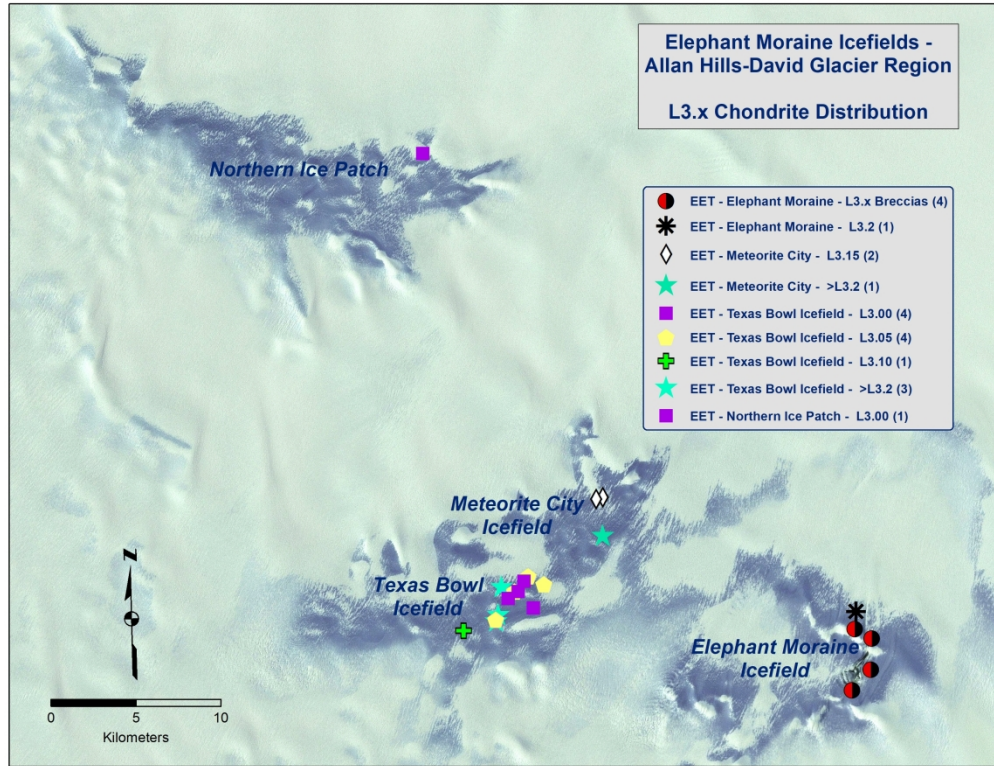 Elephant Moraine Icefields -
Allan Hills-David Glacier Region
L3.x Chondrite Distribution
Northern Ice Patch
EET - Elephant Moraine - L3.x Breccias (4)
EET - Elephant Moraine - L3.2 (1)
EET - Meteorite City - L3.15 (2)
EET - Meteorite City - >L3.2 (1)
EET - Texas Bowl Icefield - L3.00 (4)
EET - Texas Bowl Icefield - L3.05 (4)
EET - Texas Bowl Icefield - L3.10 (1)
EET - Texas Bowl Icefield - >L3.2 (3)
EET - Northern Ice Patch - L3.00 (1)
Meteorite City
Icefield
Texas Bowl
Icefield
Elephant Moraine
Icefield
N
0 5 10
Kilometers